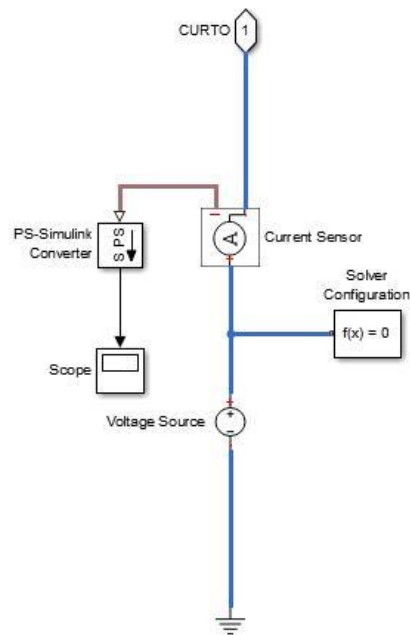 CURTO
1
PS-Simulink
Converter
S PS
A
Current Sensor
Solver
Configuration
f(x) = 0
Scope
Voltage Source